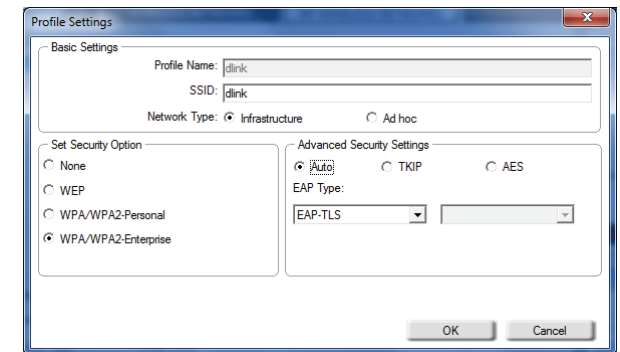 Profile Settings
Basic Settings
Profile Name: dlink
SSID: dlink
Network Type: Infrastructure Ad hoc
Set Security Option
None
WEP
WPA/WPA2-Personal
WPA/WPA2-Enterprise
Advanced Security Settings
Auto TKIP AES
EAP Type:
EAP-TLS
OK Cancel